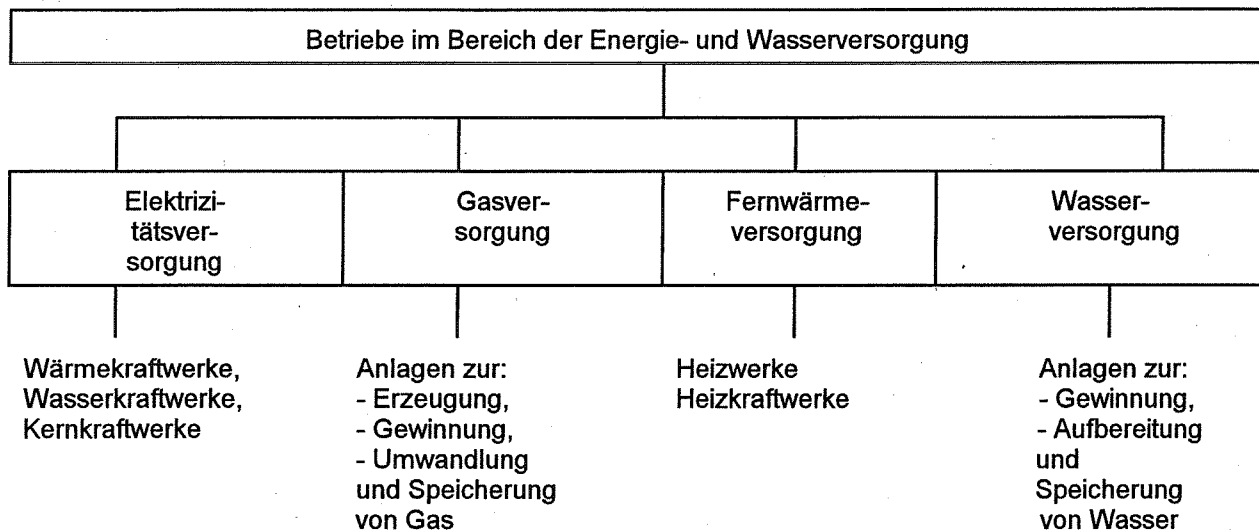 Betriebe im Bereich der Energie- und Wasserversorgung
Elektrizi-
tätsver-
sorgung
Gasver-
sorgung
Fernwärme-
versorgung
Wasser-
versorgung
Wärmekraftwerke,
Wasserkraftwerke,
Kernkraftwerke
Anlagen zur:
- Erzeugung,
- Gewinnung,
- Umwandlung
und Speicherung
von Gas
Heizwerke
Heizkraftwerke
Anlagen zur:
- Gewinnung,
- Aufbereitung
und
Speicherung
von Wasser